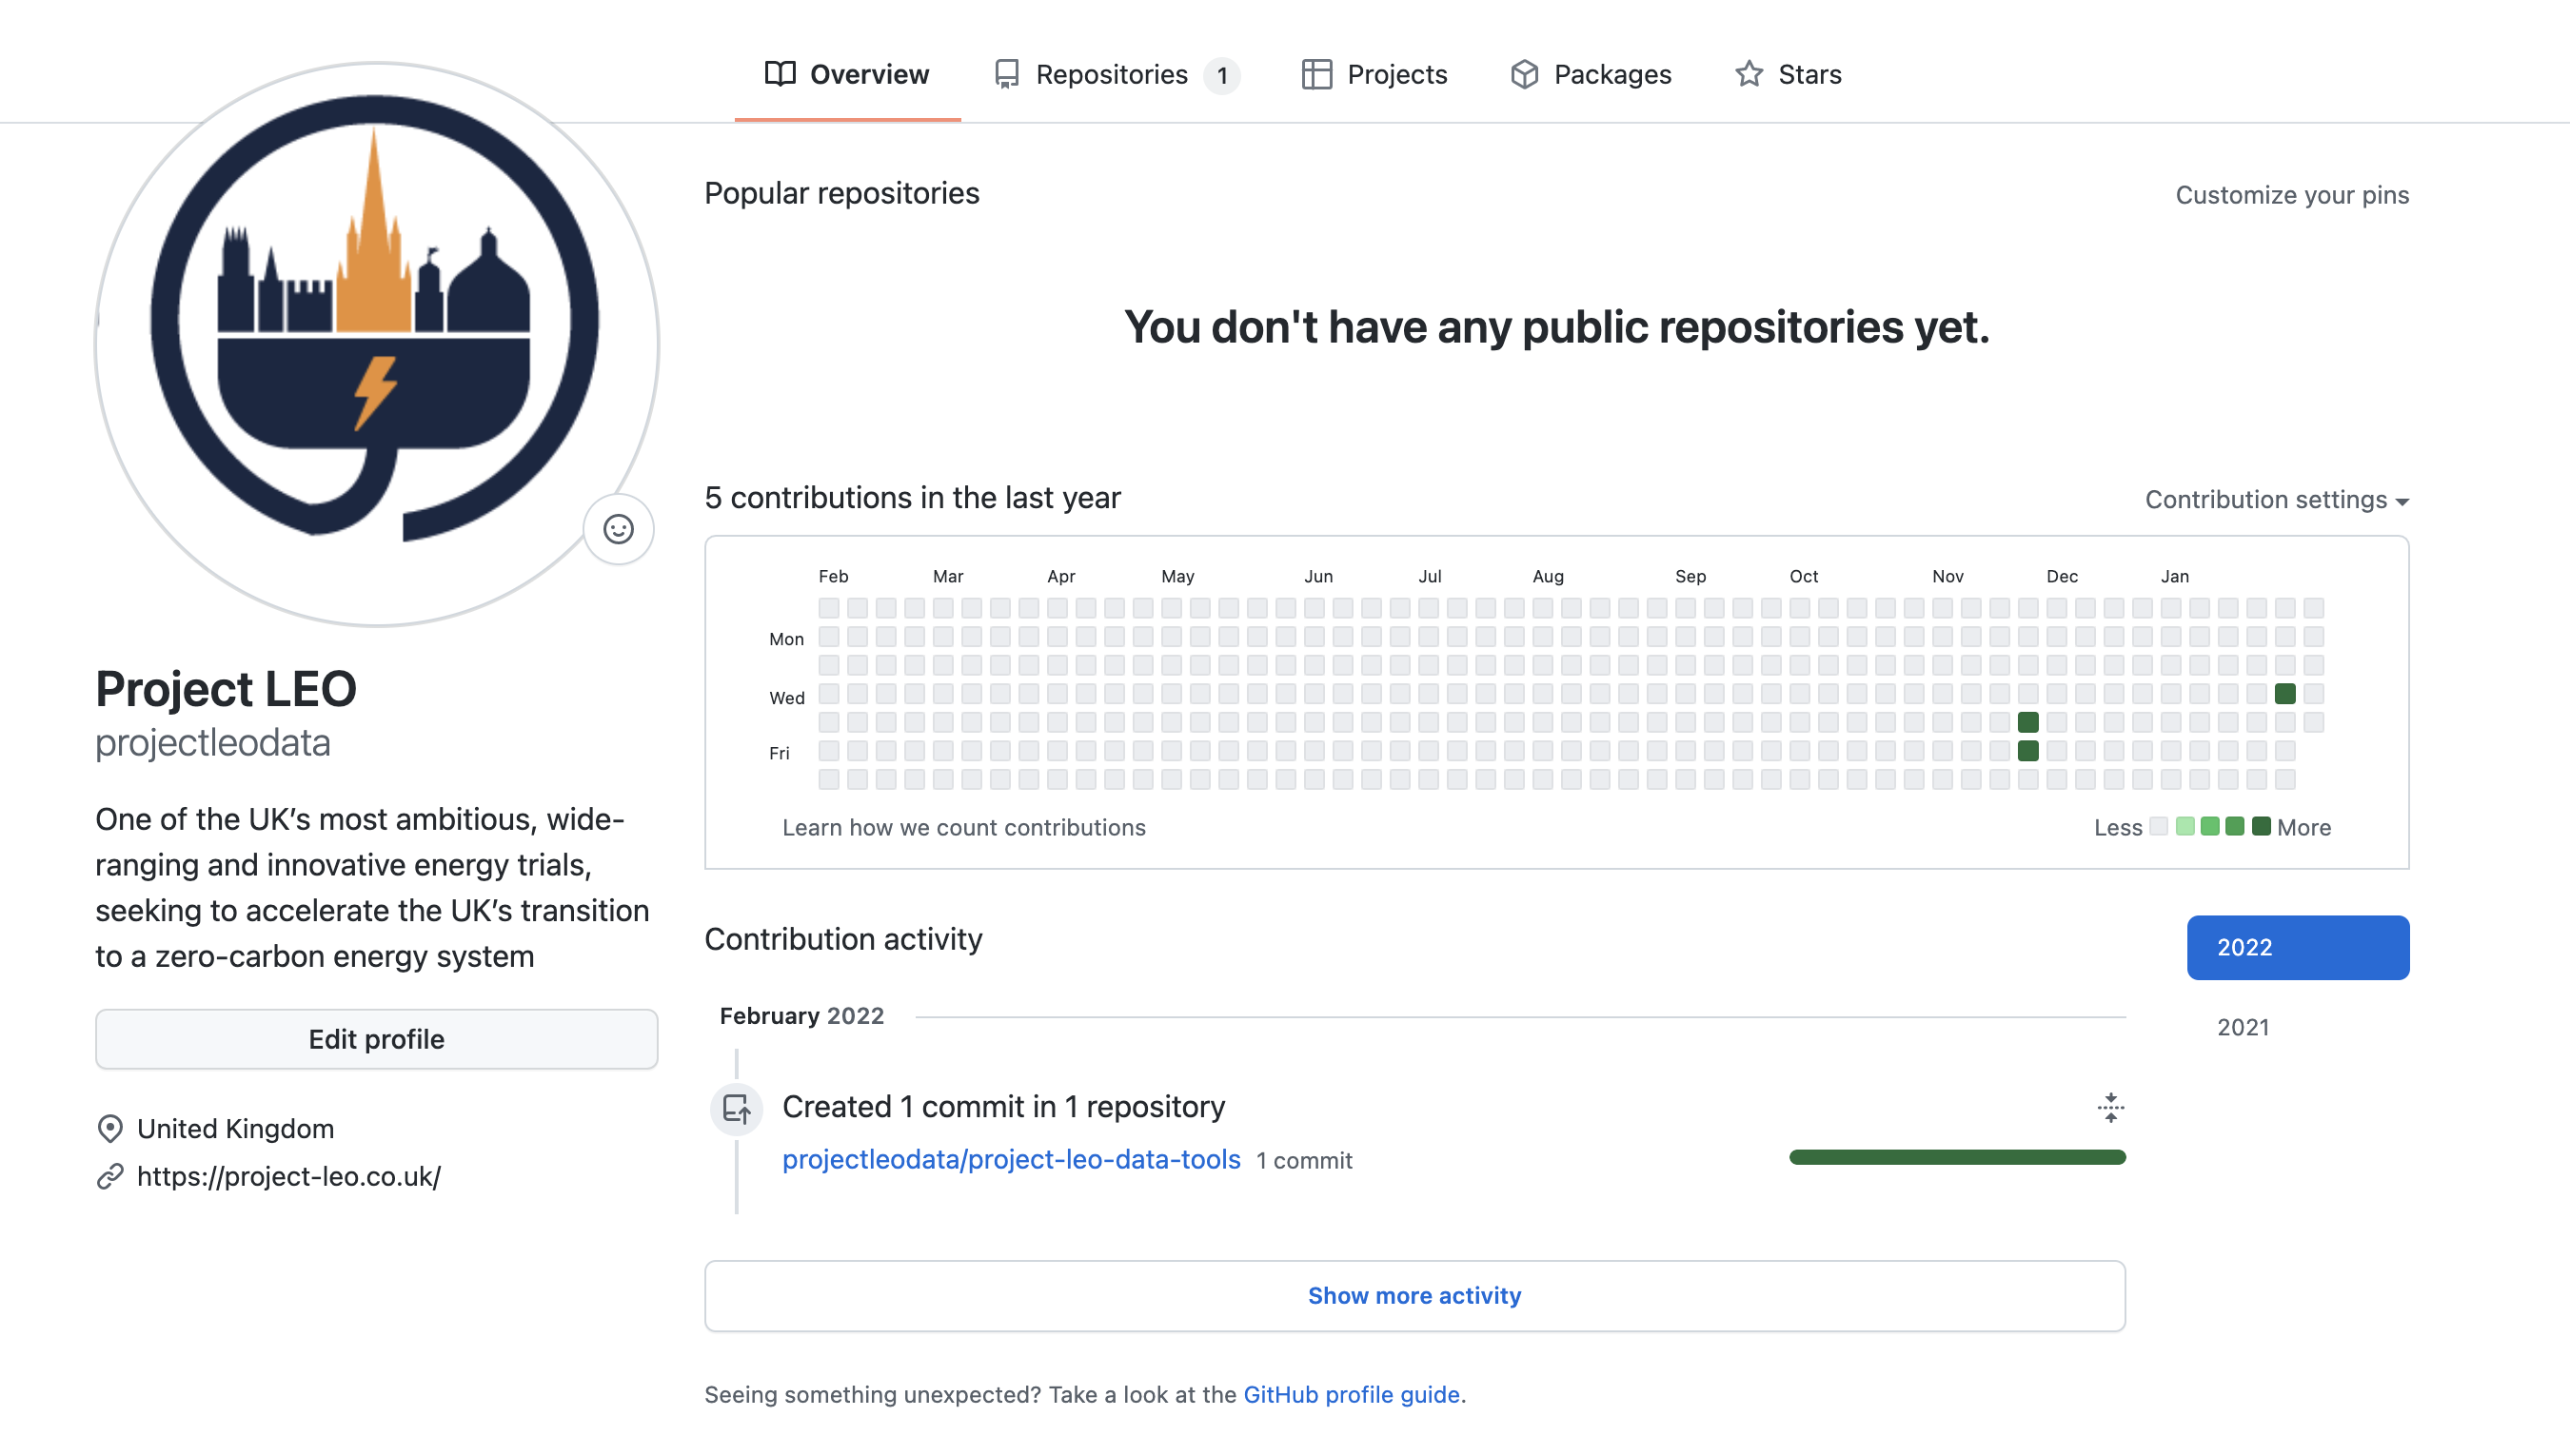 Overview Repositories 1 Projects Packages Stars
Popular repositories Customize your pins
You don't have any public repositories yet.
5 contributions in the last year Contribution settings
Feb Mar Apr May Jun Jul Aug Sep Oct Nov Dec Jan
Mon
Wed
Fri
Learn how we count contributions Less More
Project LEO
projectleodata
One of the UK’s most ambitious, wide-
ranging and innovative energy trials,
seeking to accelerate the UK’s transition
to a zero-carbon energy system
Edit profile
United Kingdom
https://project-leo.co.uk/
Contribution activity
2022
2021
February 2022
Created 1 commit in 1 repository
projectleodata/project-leo-data-tools 1 commit
Show more activity
Seeing something unexpected? Take a look at the GitHub profile guide.